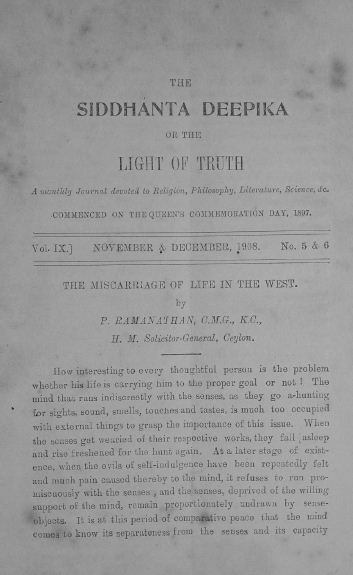 THE
SIDDHÁNTA DEEPIKA
OR THE
LIGHT OF TRUTH
A monthly Journal devoted to Religion, Philosophy, Literature, Science, &c.
COMMENCED ON THE QUEEN'S COMMEMORATION DAY, 1897.
Vol. IX.] NOVEMBER & DECEMBER, 1908. No. 5 & 6
THE MISCARRIAGE OF LIFE IN THE WEST.
by
P. RAMANATHAN, C.M.G., K.C.,
H. M. Solicitor-General, Ceylon.
How interesting to every thoughtful person is the problem
whether his life is carrying him to the proper goal or not! The
mind that runs indiscreetly with the senses, as they go a-hunting
for sights, sound, smells, touches and tastes, is much too occupied
with external things to grasp the importance of this issue. When
the senses get wearied of their respective works, they fall asleep
and rise freshened for the hunt again. At a later stage of exist-
ence, when the evils of self-indulgence have been repeatedly felt
and much pain caused thereby to the mind, it refuses to run pro-
miscuously with the senses, and the senses, deprived of the willing
support of the mind, remain proportionately undrawn by sense-
objects. It is at this period of comparative peace that the mind
comes to know its separateness from the senses and its capacity